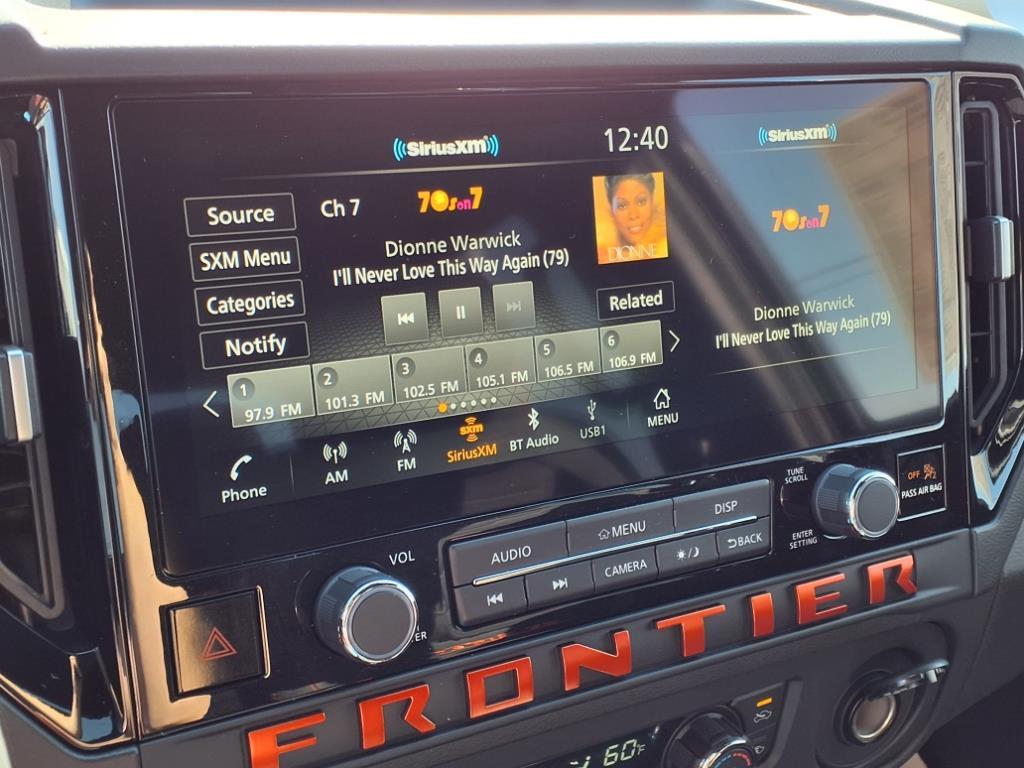 SiriusXM
12:40
SiriusXM
Source
Ch 7
70s on 7
DIONNE
70s on 7
SXM Menu
Dionne Warwick
I'll Never Love This Way Again (79)
Categories
Related
Dionne Warwick
I'll Never Love This Way Again (79)
Notify
1
97.9 FM
2
101.3 FM
3
102.5 FM
4
105.1 FM
5
106.5 FM
6
106.9 FM
Phone
AM
FM
sxm
SiriusXM
BT Audio
USB1
MENU
TUNE
SCROLL
OFF
PASS AIR BAG
VOL
AUDIO
MENU
DISP
ENTER
SETTING
CAMERA
BACK
FRONTIER
60°F